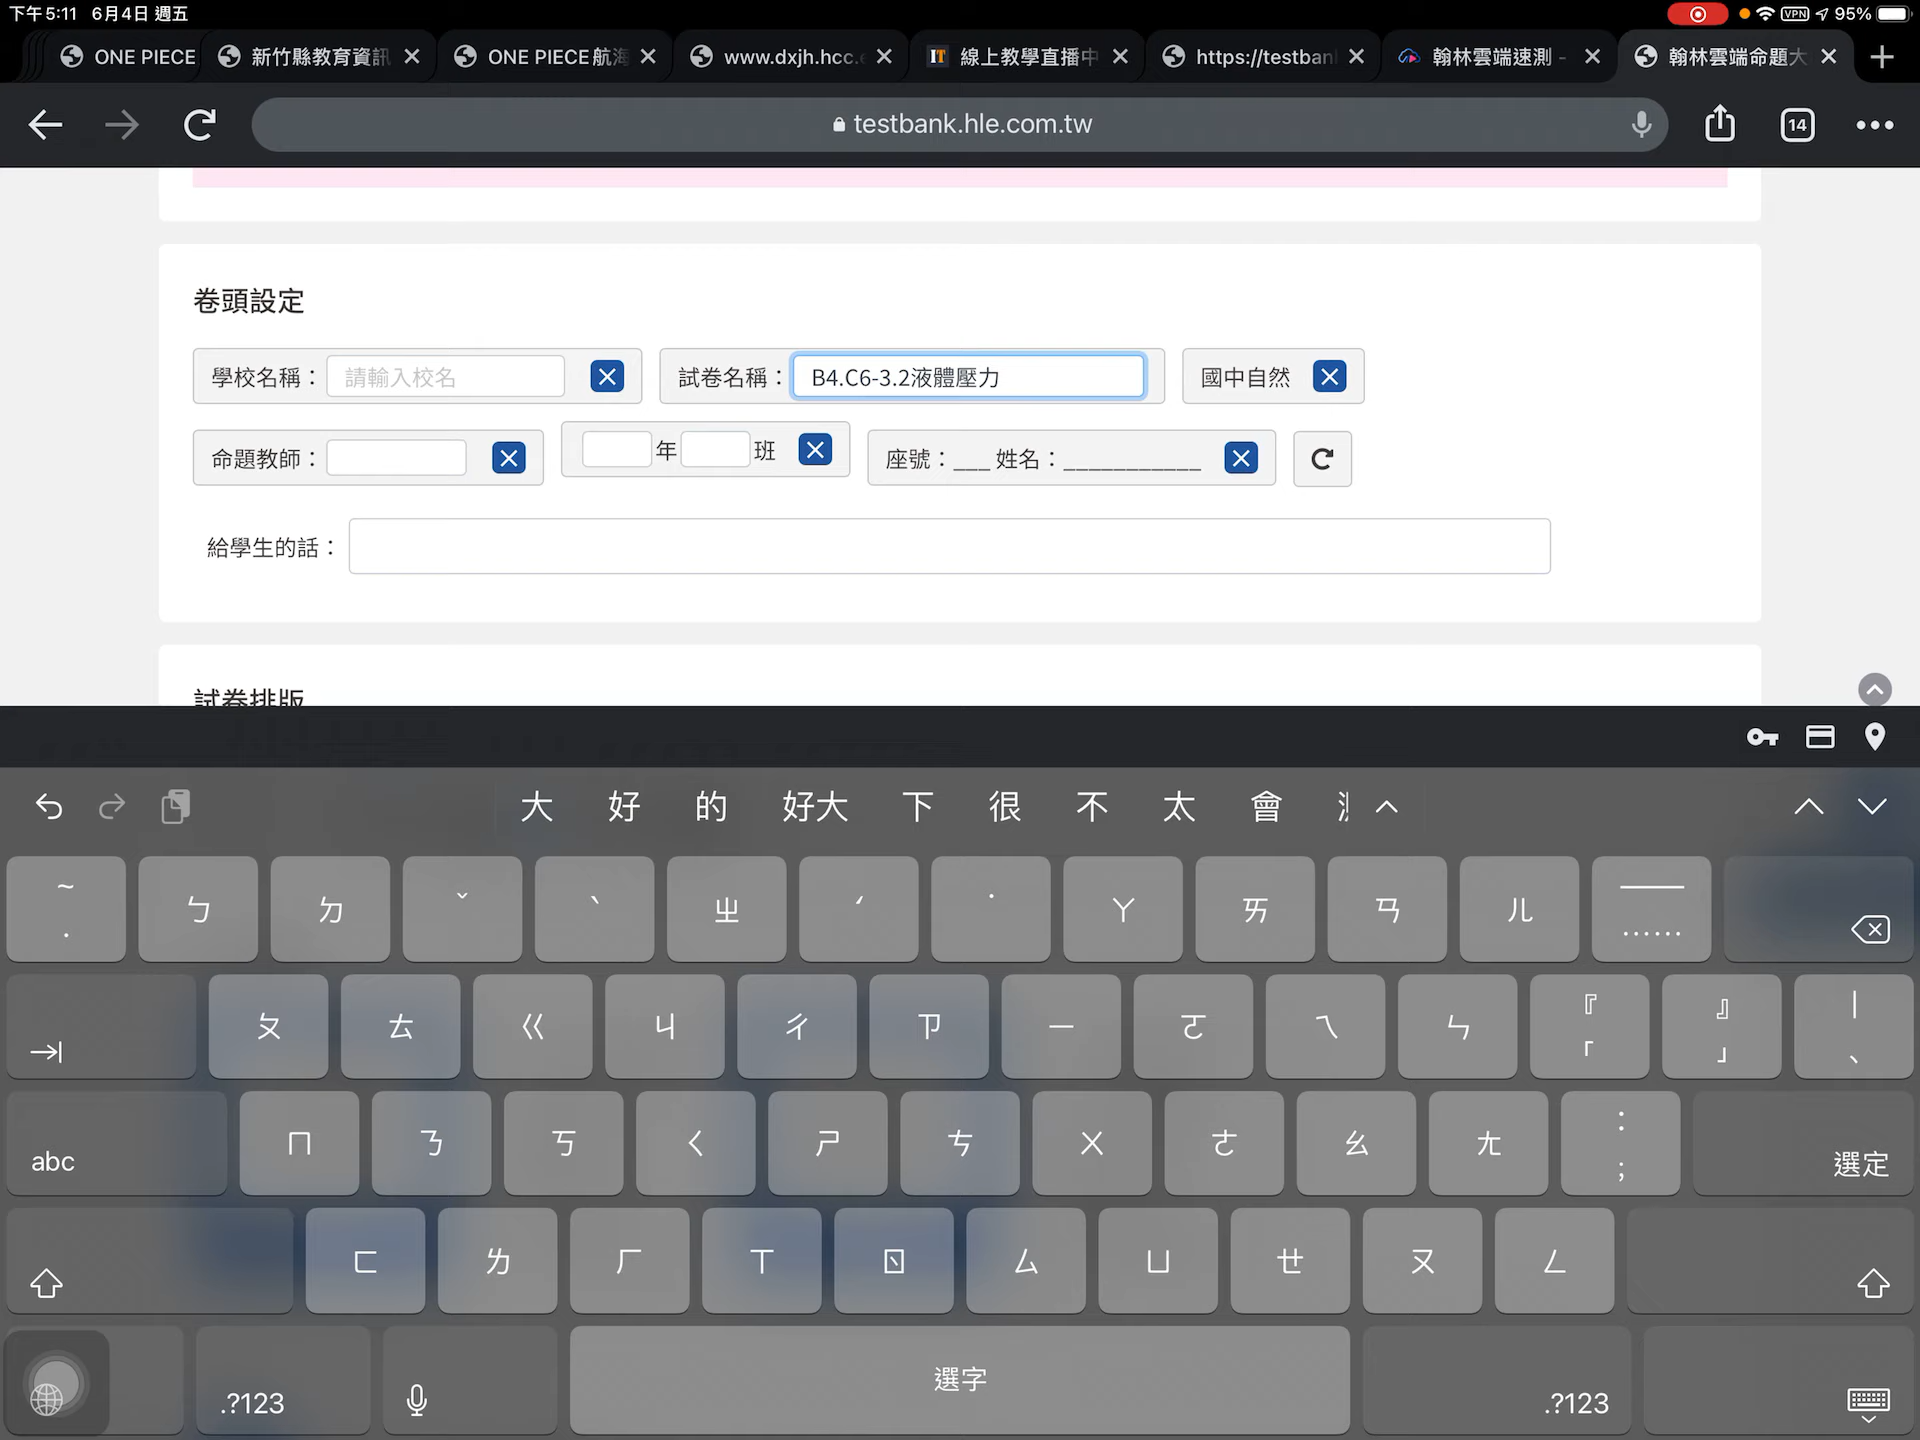 下午5:11 6月4日 週五 VPN 95%
ONE PIECE 新竹縣教育資訊 ONE PIECE航海 www.dxjh.hcc.e 線上教學直播中 https://testban 翰林雲端速測 - 翰林雲端命題大
testbank.hle.com.tw 14
卷頭設定
學校名稱： 請輸入校名 試卷名稱： B4.C6-3.2液體壓力 國中自然
命題教師： 年 班 座號：___ 姓名：___________
給學生的話：
試卷排版
大 好 的 好大 下 很 不 太 會
~ . ㄅ ㄉ ˇ ˋ ㄓ ˊ ˙ ㄚ ㄞ ㄢ ㄦ — ……
ㄆ ㄊ ㄍ ㄐ ㄔ ㄗ ㄧ ㄛ ㄟ ㄣ 『 「 』 」 | 、
abc ㄇ ㄋ ㄎ ㄑ ㄕ ㄘ ㄨ ㄜ ㄠ ㄤ ： ； 選定
ㄈ ㄌ ㄏ ㄒ ㄖ ㄙ ㄩ ㄝ ㄡ ㄥ
.?123 選字 .?123